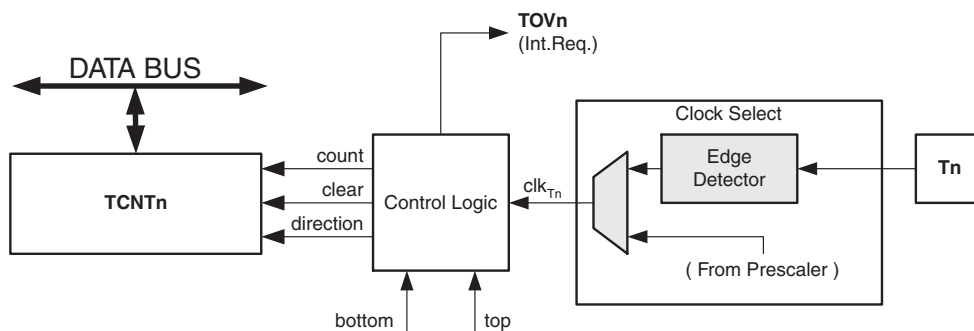 TOVn
(Int.Req.)
DATA BUS
Clock Select
count
Edge
Detector
Tn
TCNTn
clear
Control Logic
clkTn
direction
( From Prescaler )
bottom
top